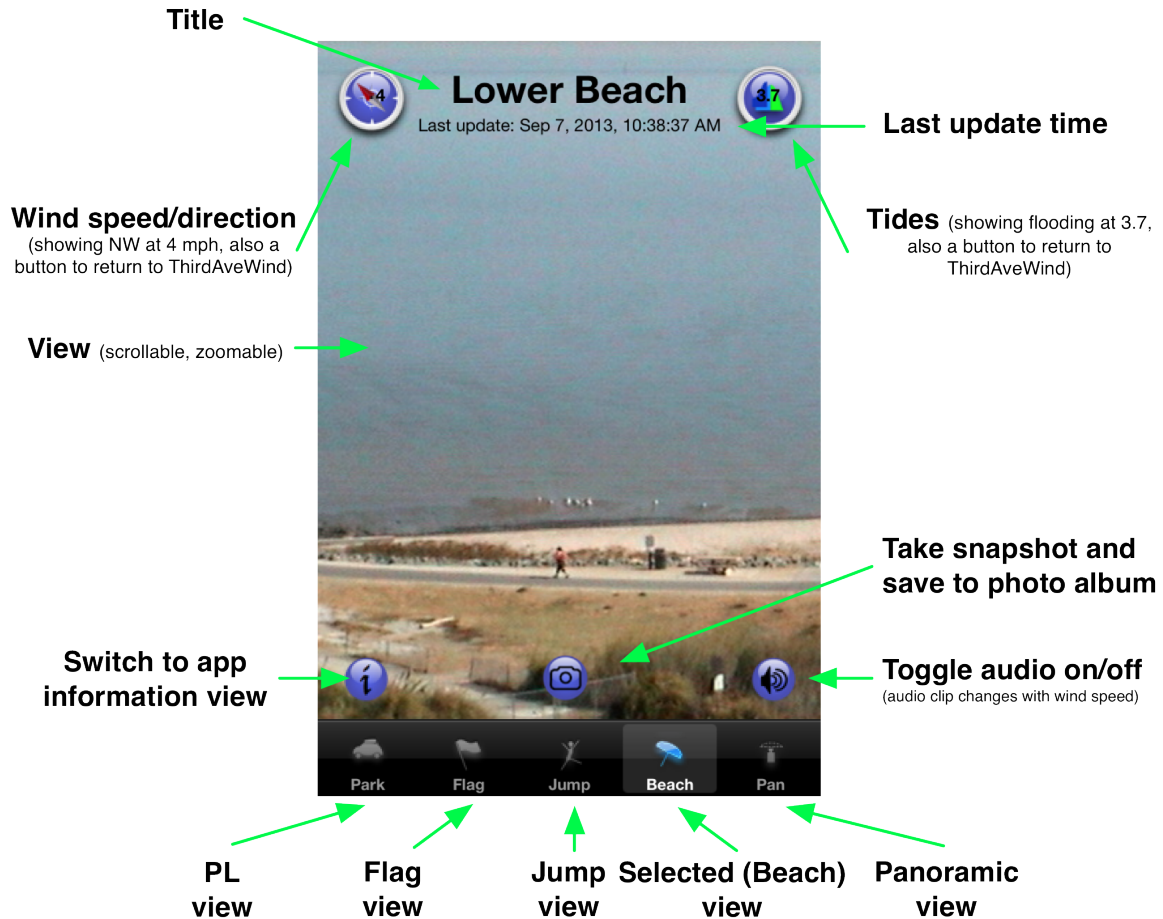 Title
4
Lower Beach
3.7
Last update: Sep 7, 2013, 10:38:37 AM
Last update time
Wind speed/direction
(showing NW at 4 mph, also a
button to return to ThirdAveWind)
Tides (showing flooding at 3.7,
also a button to return to
ThirdAveWind)
View (scrollable, zoomable)
Take snapshot and
save to photo album
Switch to app
information view
i
Toggle audio on/off
(audio clip changes with wind speed)
Park
Flag
Jump
Beach
Pan
PL
view
Flag
view
Jump
view
Selected (Beach)
view
Panoramic
view